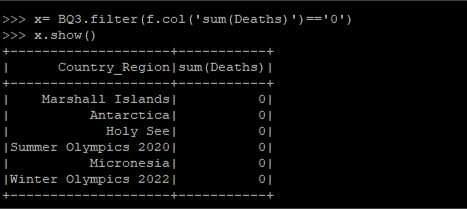 >>> x= BQ3.filter(f.col('sum(Deaths)')=='0')
>>> x.show()
+--------------------+-----------+
|      Country_Region|sum(Deaths)|
+--------------------+-----------+
|    Marshall Islands|          0|
|          Antarctica|          0|
|            Holy See|          0|
|Summer Olympics 2020|          0|
|          Micronesia|          0|
|Winter Olympics 2022|          0|
+--------------------+-----------+